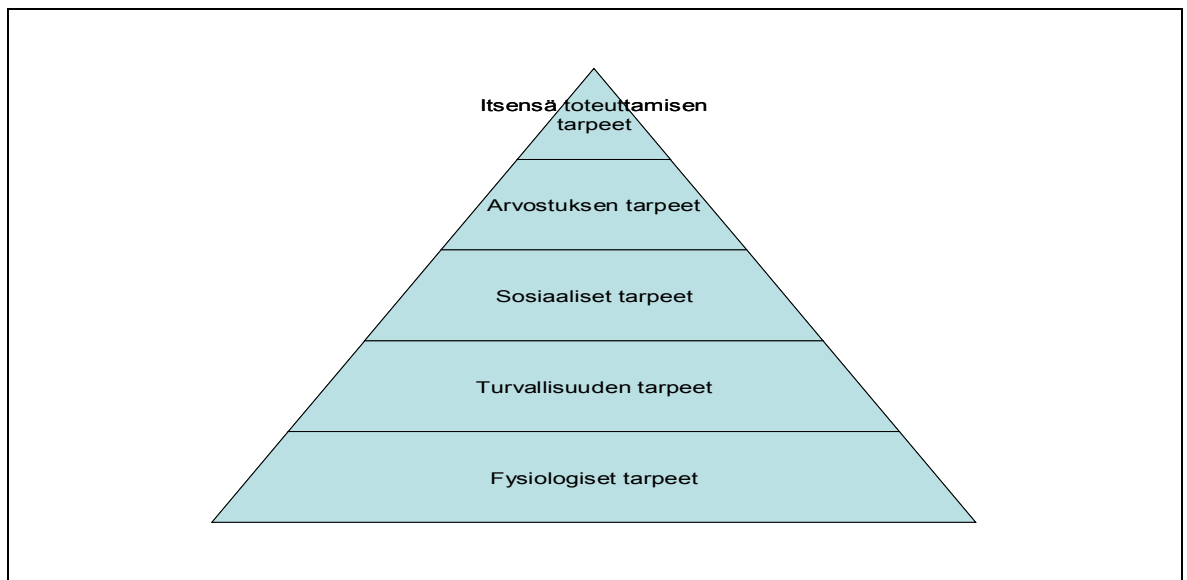 Itsensä toteuttamisen
tarpeet
Arvostuksen tarpeet
Sosiaaliset tarpeet
Turvallisuuden tarpeet
Fysiologiset tarpeet